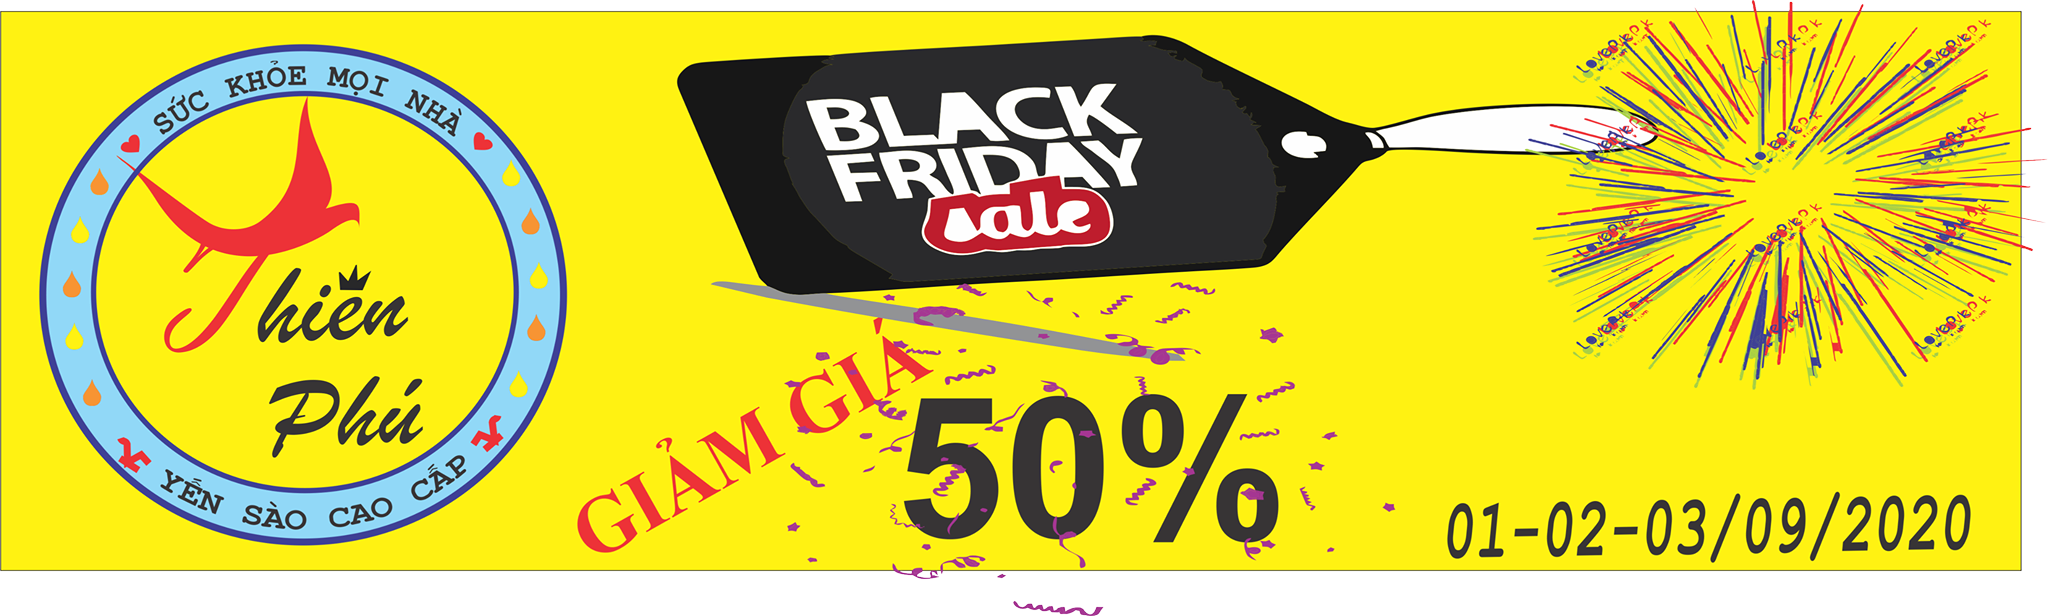 SỨC KHỎE MỌI NHÀ
Thiên
Phú
YẾN SÀO CAO CẤP
BLACK
FRIDAY
sale
GIẢM GIÁ
50%
01-02-03/09/2020